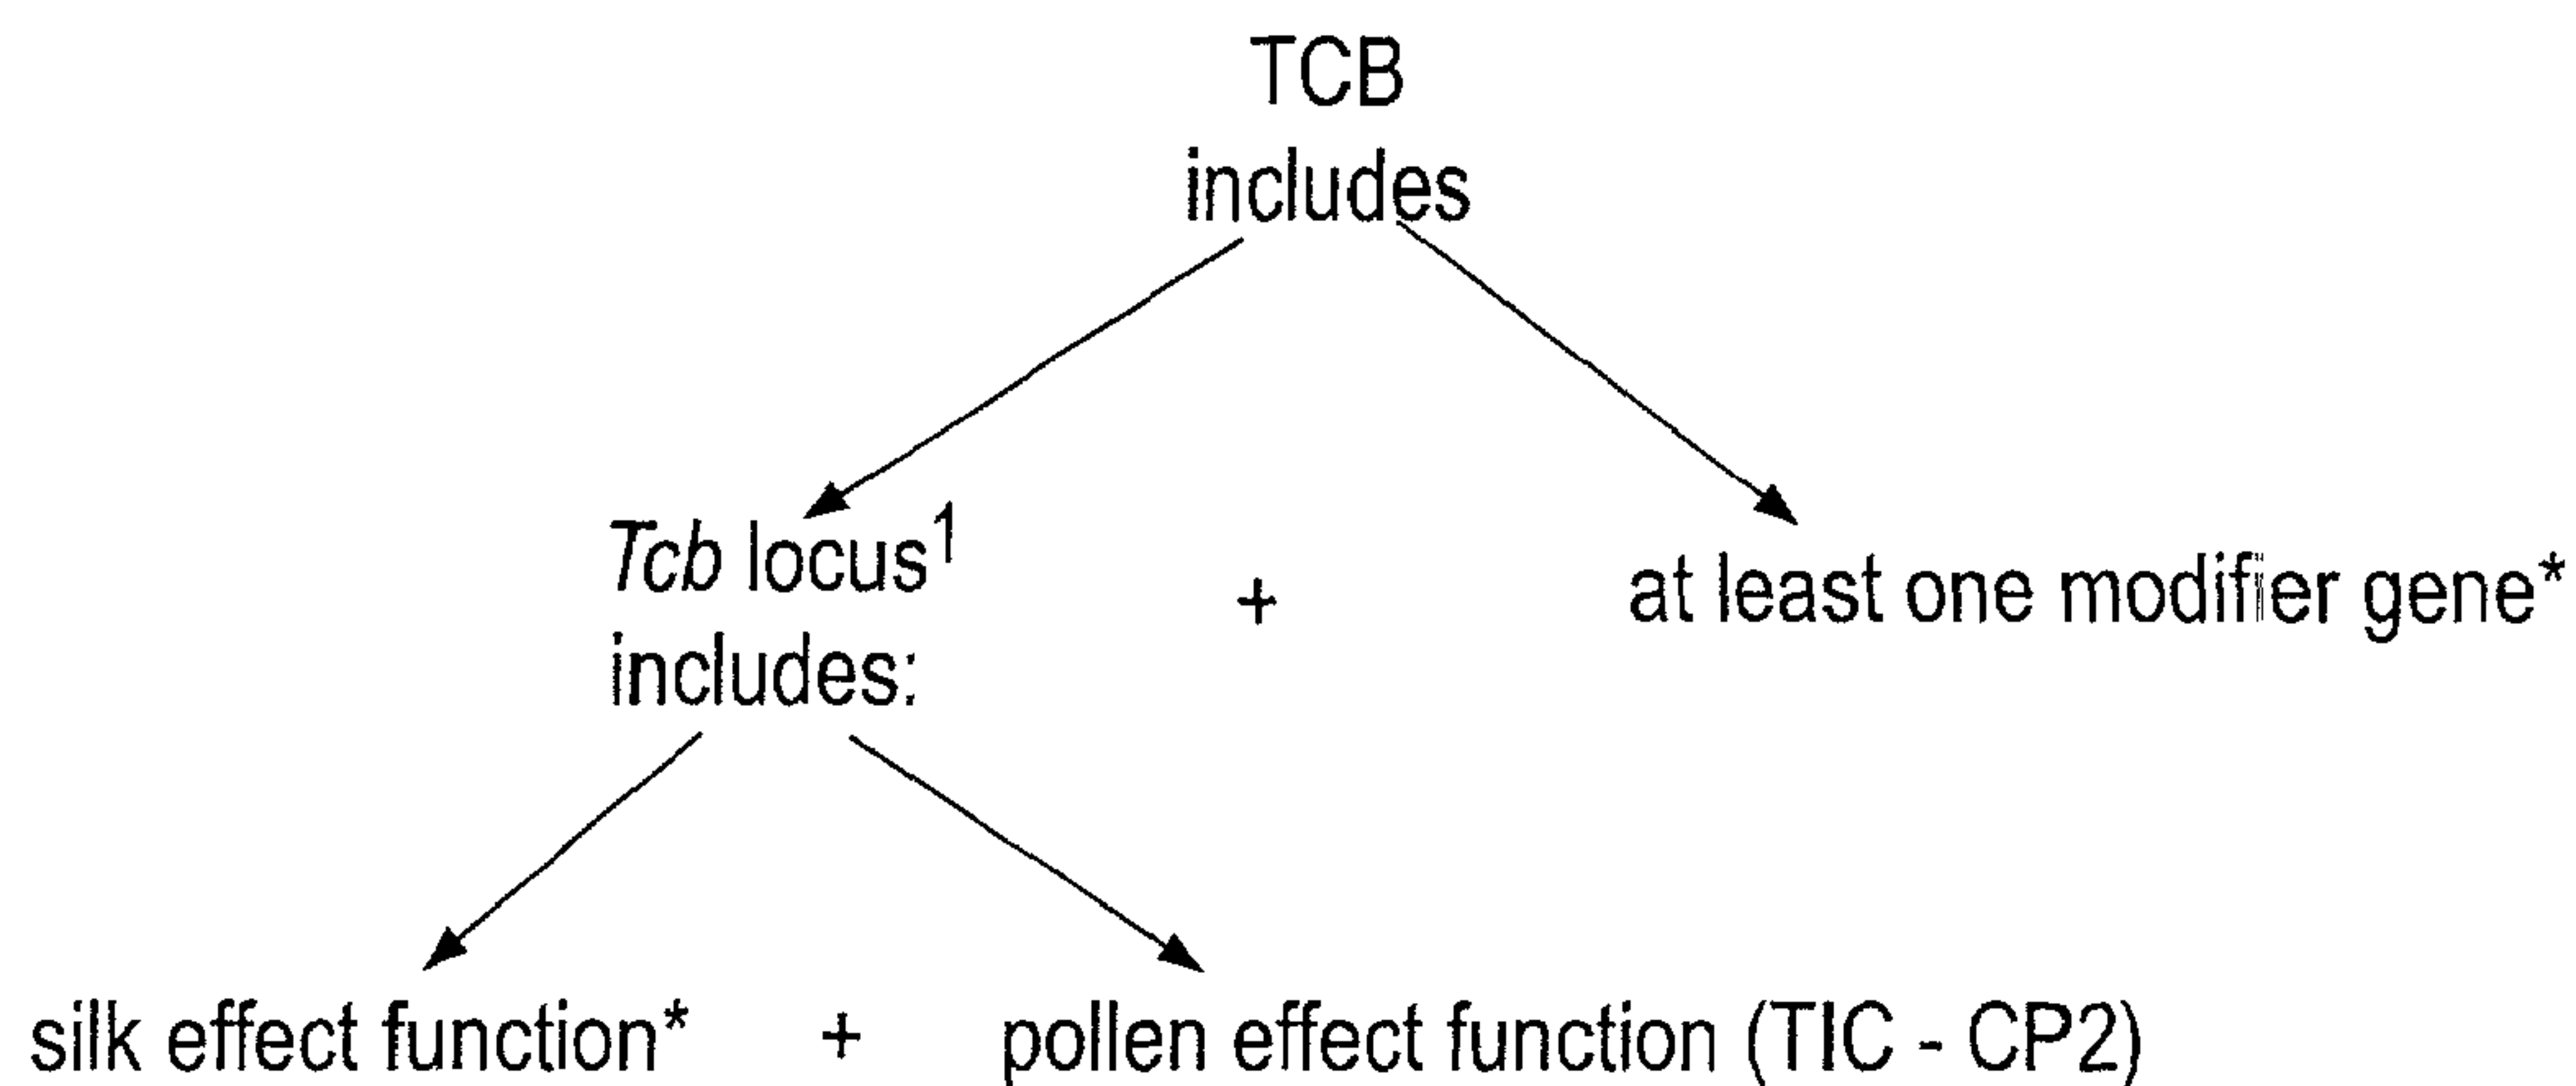 TCB
includes
Tcb locus¹
+
at least one modifier gene*
includes:
silk effect function* + pollen effect function (TIC - CP2)